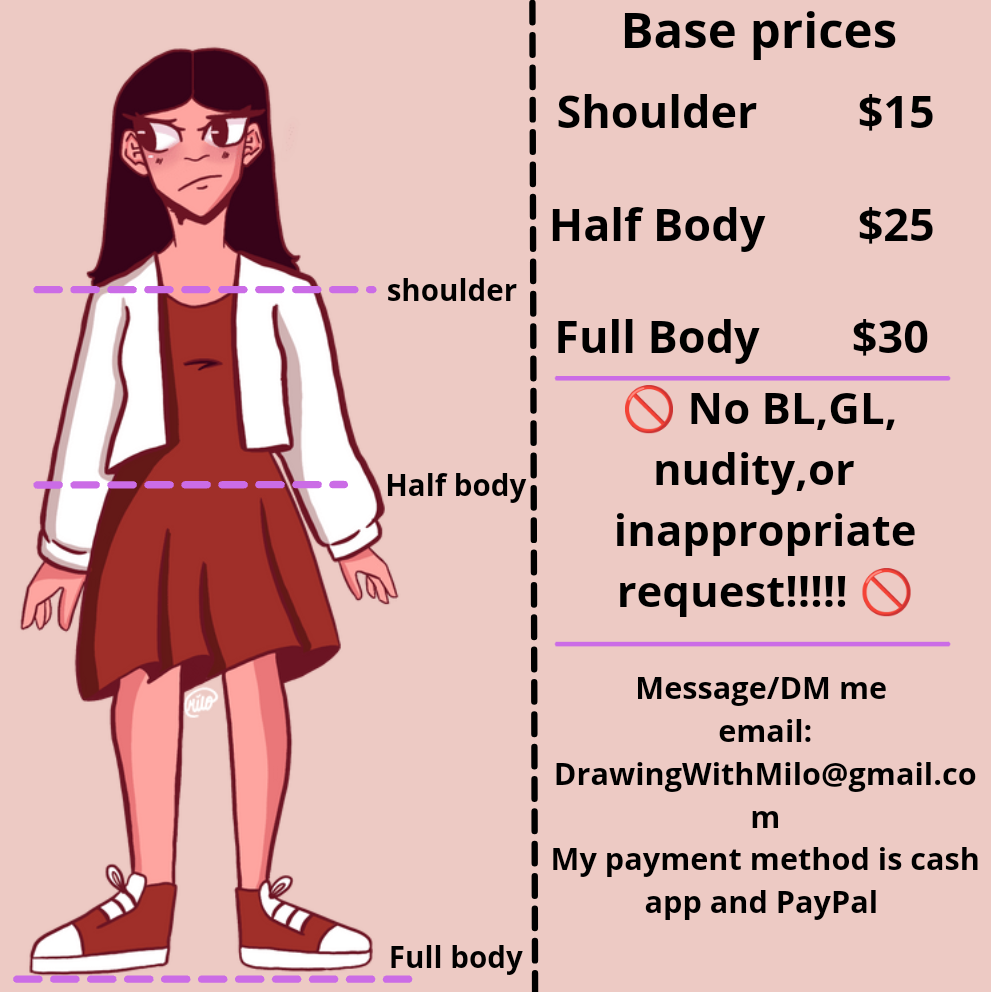 shoulder
Half body
milo
Full body
Base prices
Shoulder $15
Half Body $25
Full Body $30
🚫 No BL,GL,
nudity,or
inappropriate
request!!!!! 🚫
Message/DM me
email:
DrawingWithMilo@gmail.co
m
My payment method is cash
app and PayPal